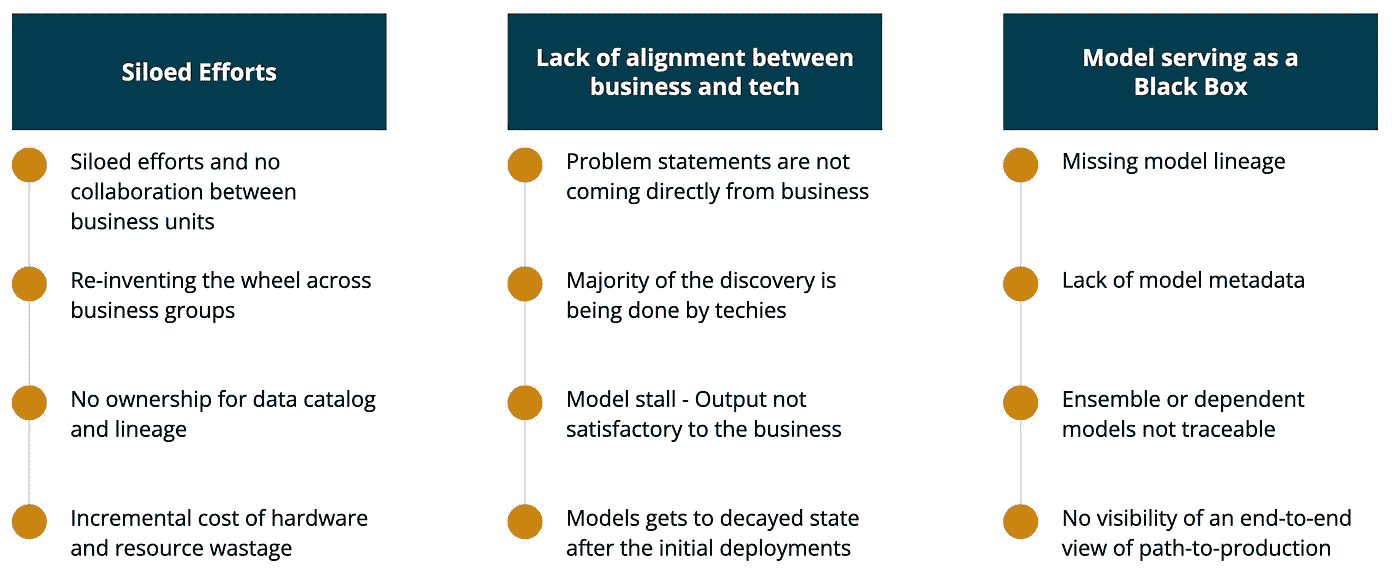 Siloed Efforts
Siloed efforts and no
collaboration between
business units
Re-inventing the wheel across
business groups
No ownership for data catalog
and lineage
Incremental cost of hardware
and resource wastage
Lack of alignment between
business and tech
Problem statements are not
coming directly from business
Majority of the discovery is
being done by techies
Model stall - Output not
satisfactory to the business
Models gets to decayed state
after the initial deployments
Model serving as a
Black Box
Missing model lineage
Lack of model metadata
Ensemble or dependent
models not traceable
No visibility of an end-to-end
view of path-to-production